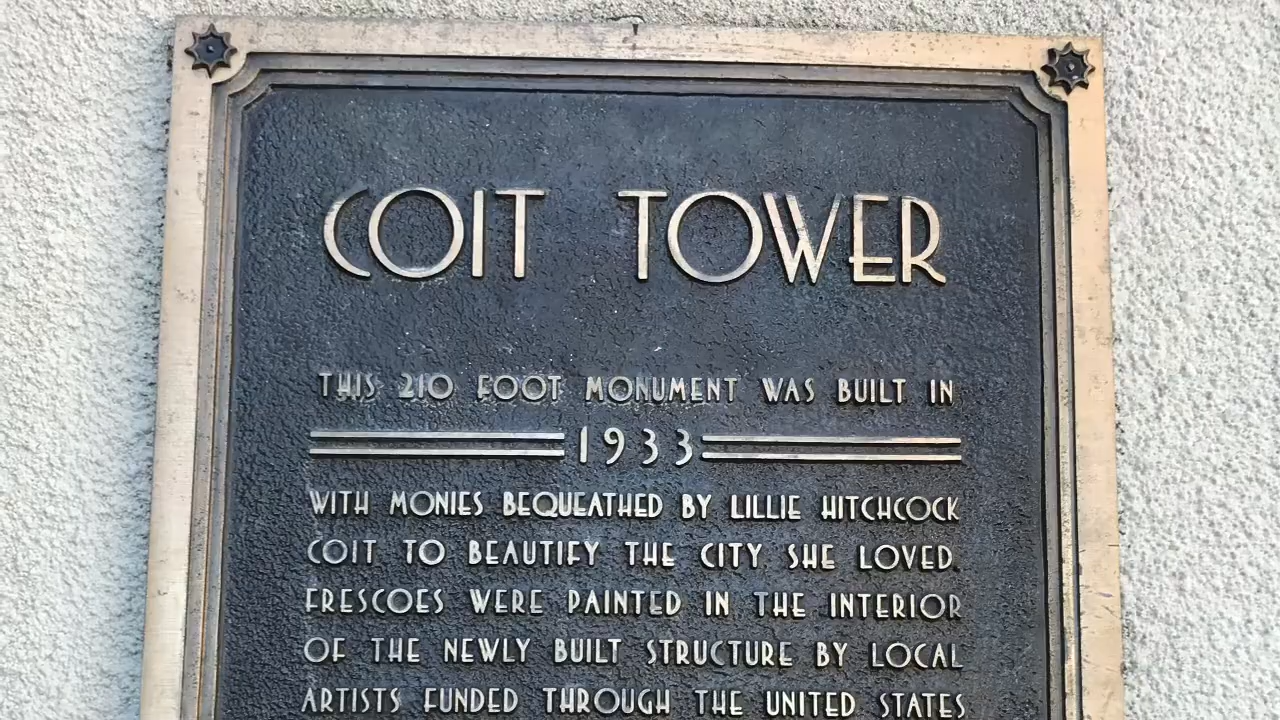 COIT TOWER
THIS 210 FOOT MONUMENT WAS BUILT IN
1933
WITH MONIES BEQUEATHED BY LILLIE HITCHCOCK
COIT TO BEAUTIFY THE CITY SHE LOVED.
FRESCOES WERE PAINTED IN THE INTERIOR
OF THE NEWLY BUILT STRUCTURE BY LOCAL
ARTISTS FUNDED THROUGH THE UNITED STATES